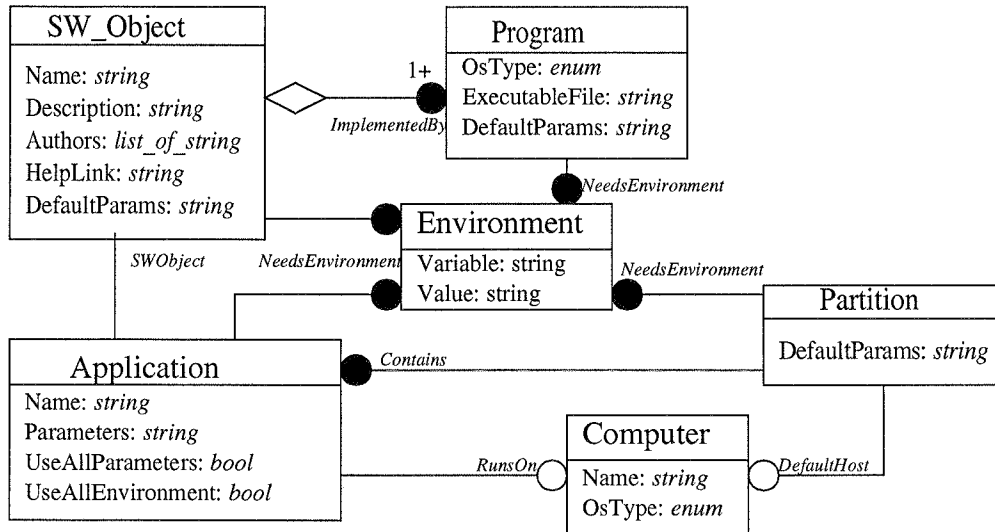 SW_Object
Name: string
Description: string
Authors: list_of_string
HelpLink: string
DefaultParams: string
1+
ImplementedBy
Program
OsType: enum
ExecutableFile: string
DefaultParams: string
NeedsEnvironment
Environment
Variable: string
Value: string
SWObject
NeedsEnvironment
NeedsEnvironment
Partition
DefaultParams: string
Application
Name: string
Parameters: string
UseAllParameters: bool
UseAllEnvironment: bool
Contains
RunsOn
Computer
Name: string
OsType: enum
DefaultHost